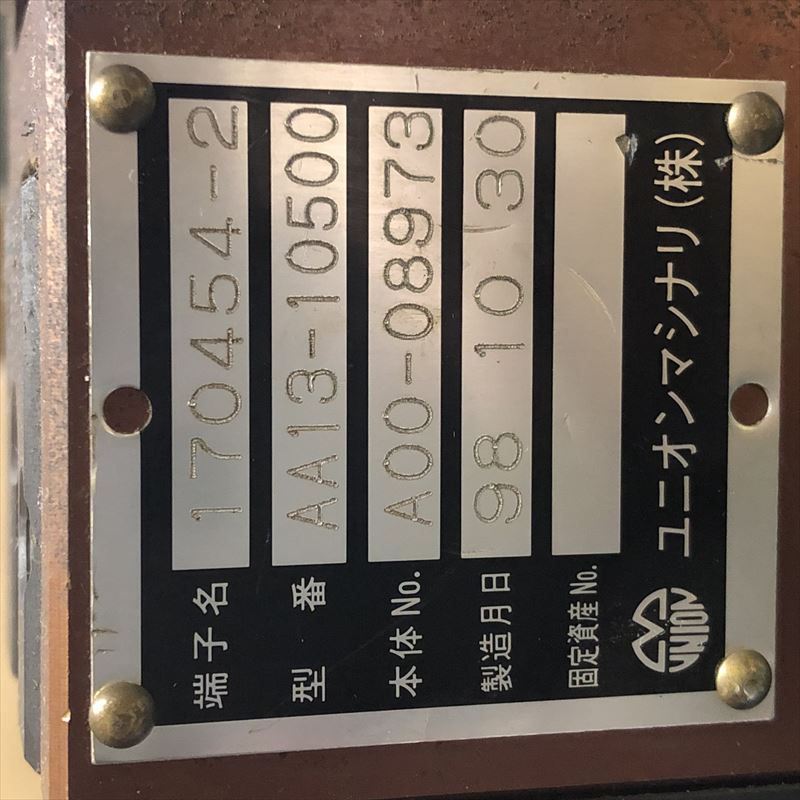 端子名 170454-2
型番 AA13-10500
本体No. A00-08973
製造月日 98 10 30
固定資産No.
UNION ユニオンマシナリ(株)